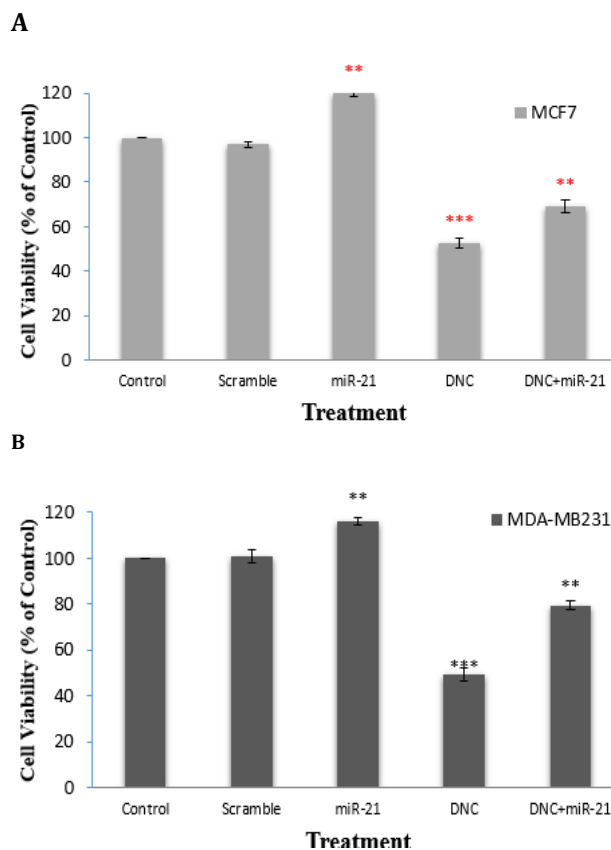 A
**
120
MCF7
100
**
80
***
60
40
20
0
Cell Viability (% of Control)
Control Scramble miR-21 DNC DNC+miR-21
Treatment
B
**
120
MDA-MB231
100
**
80
60
***
40
20
0
Cell Viability (% of Control)
Control Scramble miR-21 DNC DNC+miR-21
Treatment